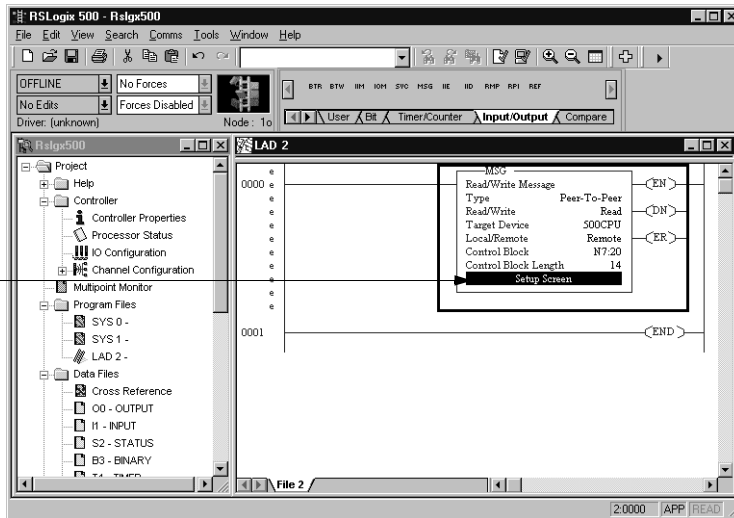 RSLogix 500 - Rslgx500
File Edit View Search Comms Tools Window Help
OFFLINE No Forces
No Edits Forces Disabled
Driver: (unknown) Node : 1o
BTR BTW IIM IOM SVC MSG IIE IID RMP RPI REF
User Bit Timer/Counter Input/Output Compare
Rslgx500
Project
Help
Controller
Controller Properties
Processor Status
IO Configuration
Channel Configuration
Multipoint Monitor
Program Files
SYS 0 -
SYS 1 -
LAD 2 -
Data Files
Cross Reference
O0 - OUTPUT
I1 - INPUT
S2 - STATUS
B3 - BINARY
T4 - TIMER
LAD 2
e
0000 e
e
e
e
e
e
e
e
e
MSG
Read/Write Message
Type Peer-To-Peer
Read/Write Read
Target Device 500CPU
Local/Remote Remote
Control Block N7:20
Control Block Length 14
Setup Screen
EN
DN
ER
0001
END
File 2
2:0000 APP READ